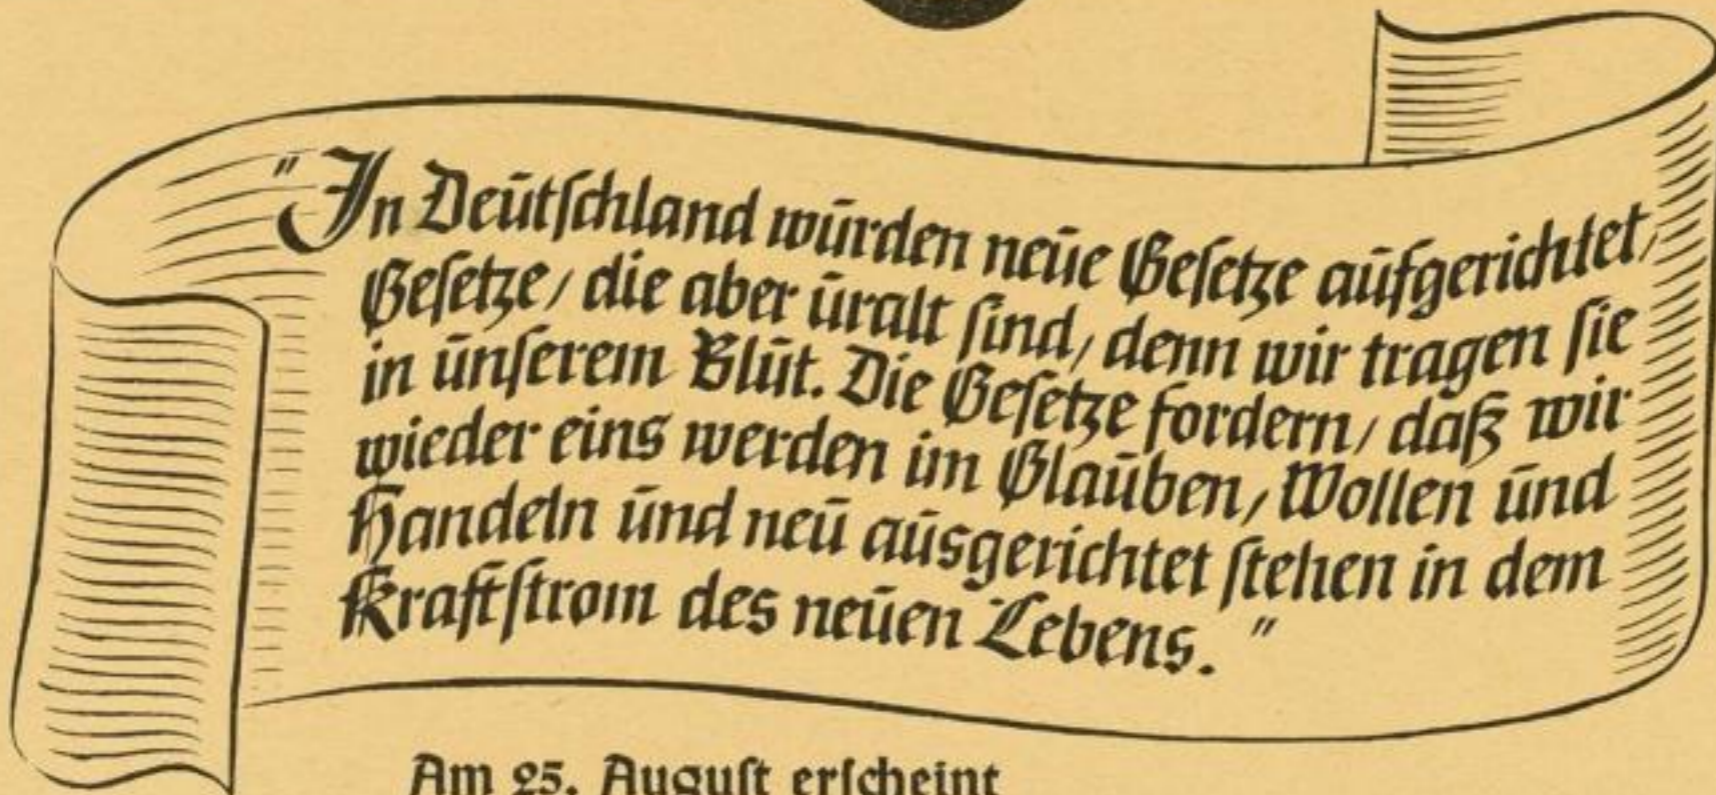 "In Deutschland wurden neue Gesetze aufgerichtet,
Gesetze, die aber uralt sind, denn wir tragen sie
in unserem Blut. Die Gesetze fordern, daß wir
wieder eins werden im Glauben, Wollen und
Handeln und neu ausgerichtet stehen in dem
Kraftstrom des neuen Lebens."
Am 25. August erscheint